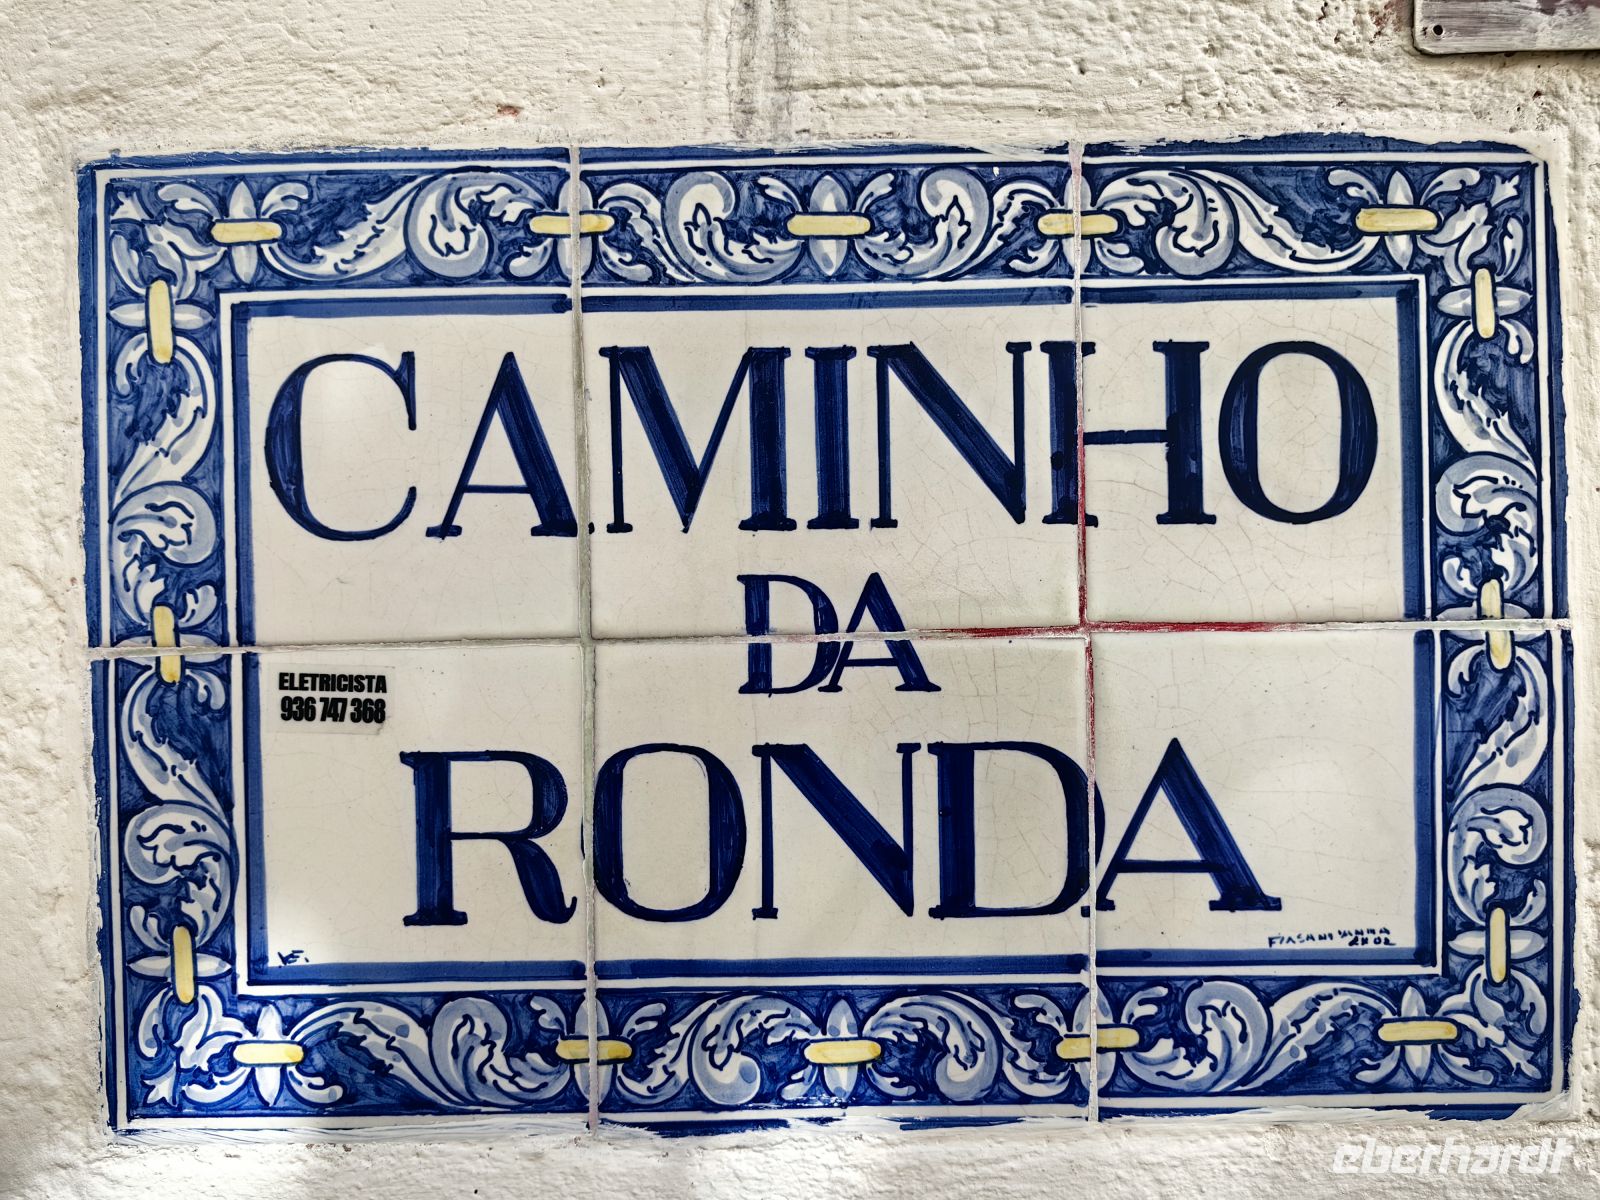 CAMINHO
DA
ELETRICISTA
936 747 368
RONDA
eberhardt